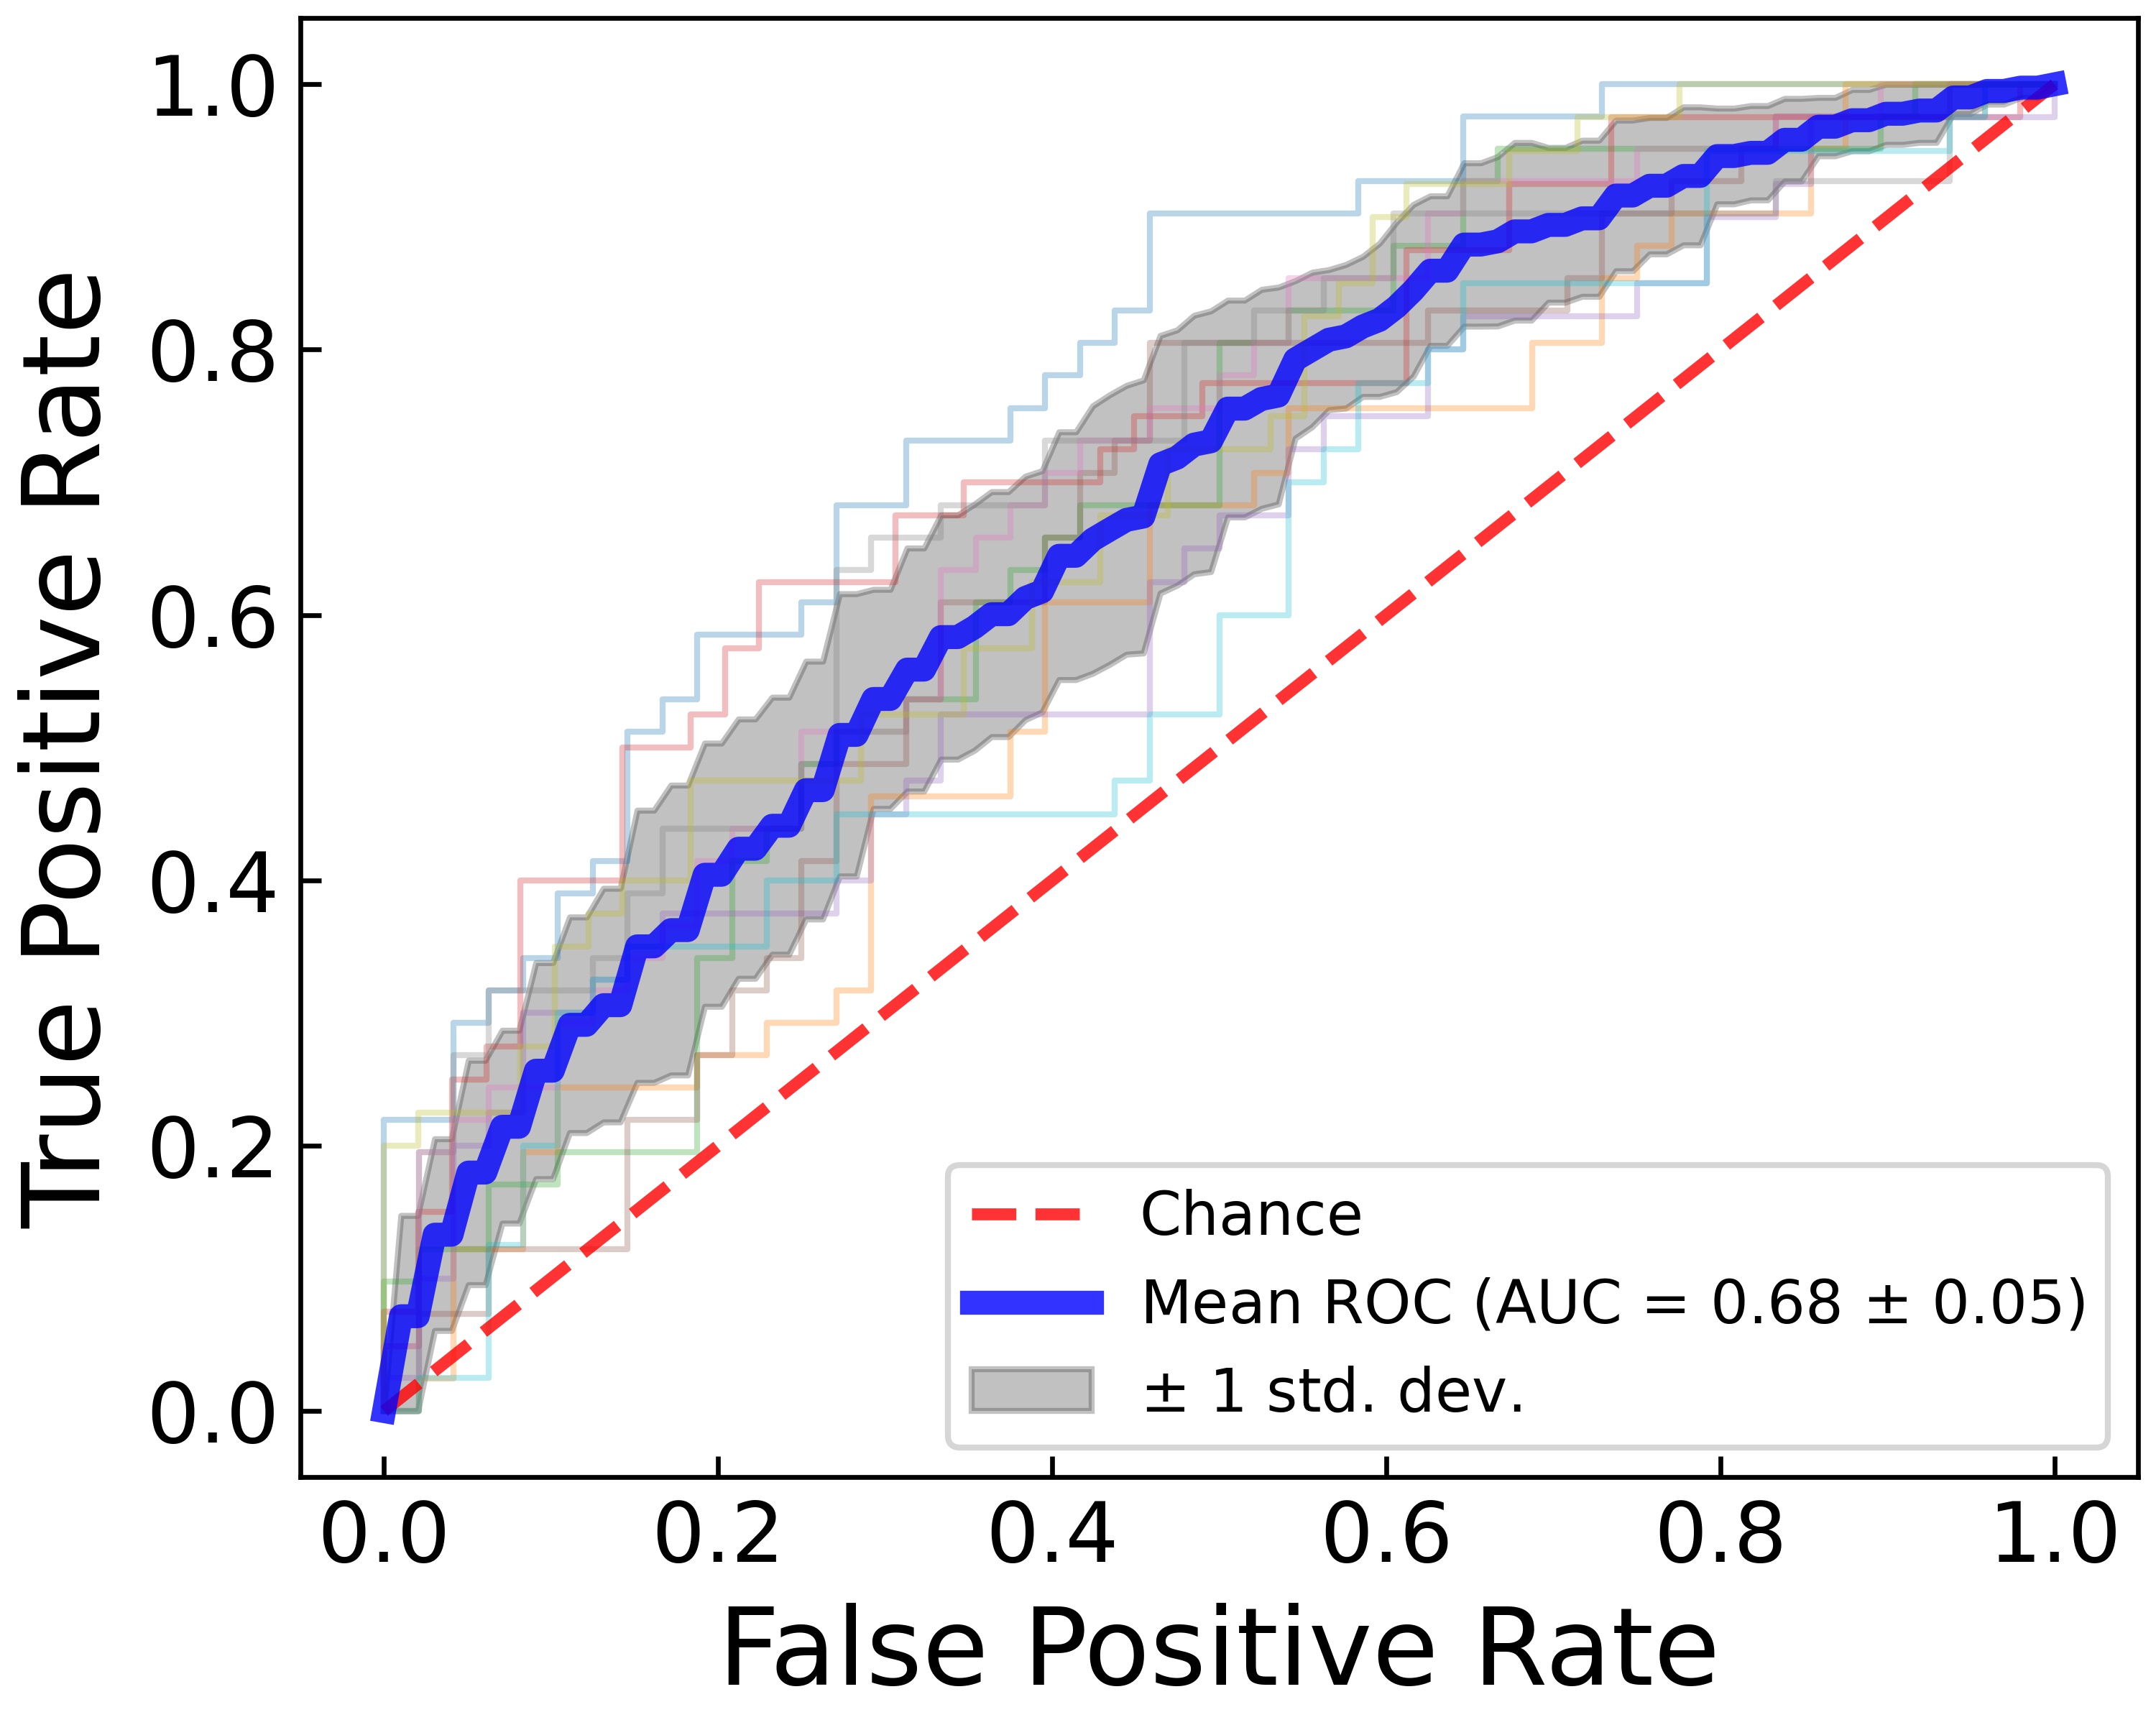 True Positive Rate
1.0
0.8
0.6
0.4
0.2
0.0
Chance
Mean ROC (AUC = 0.68 ± 0.05)
± 1 std. dev.
0.0 0.2 0.4 0.6 0.8 1.0
False Positive Rate